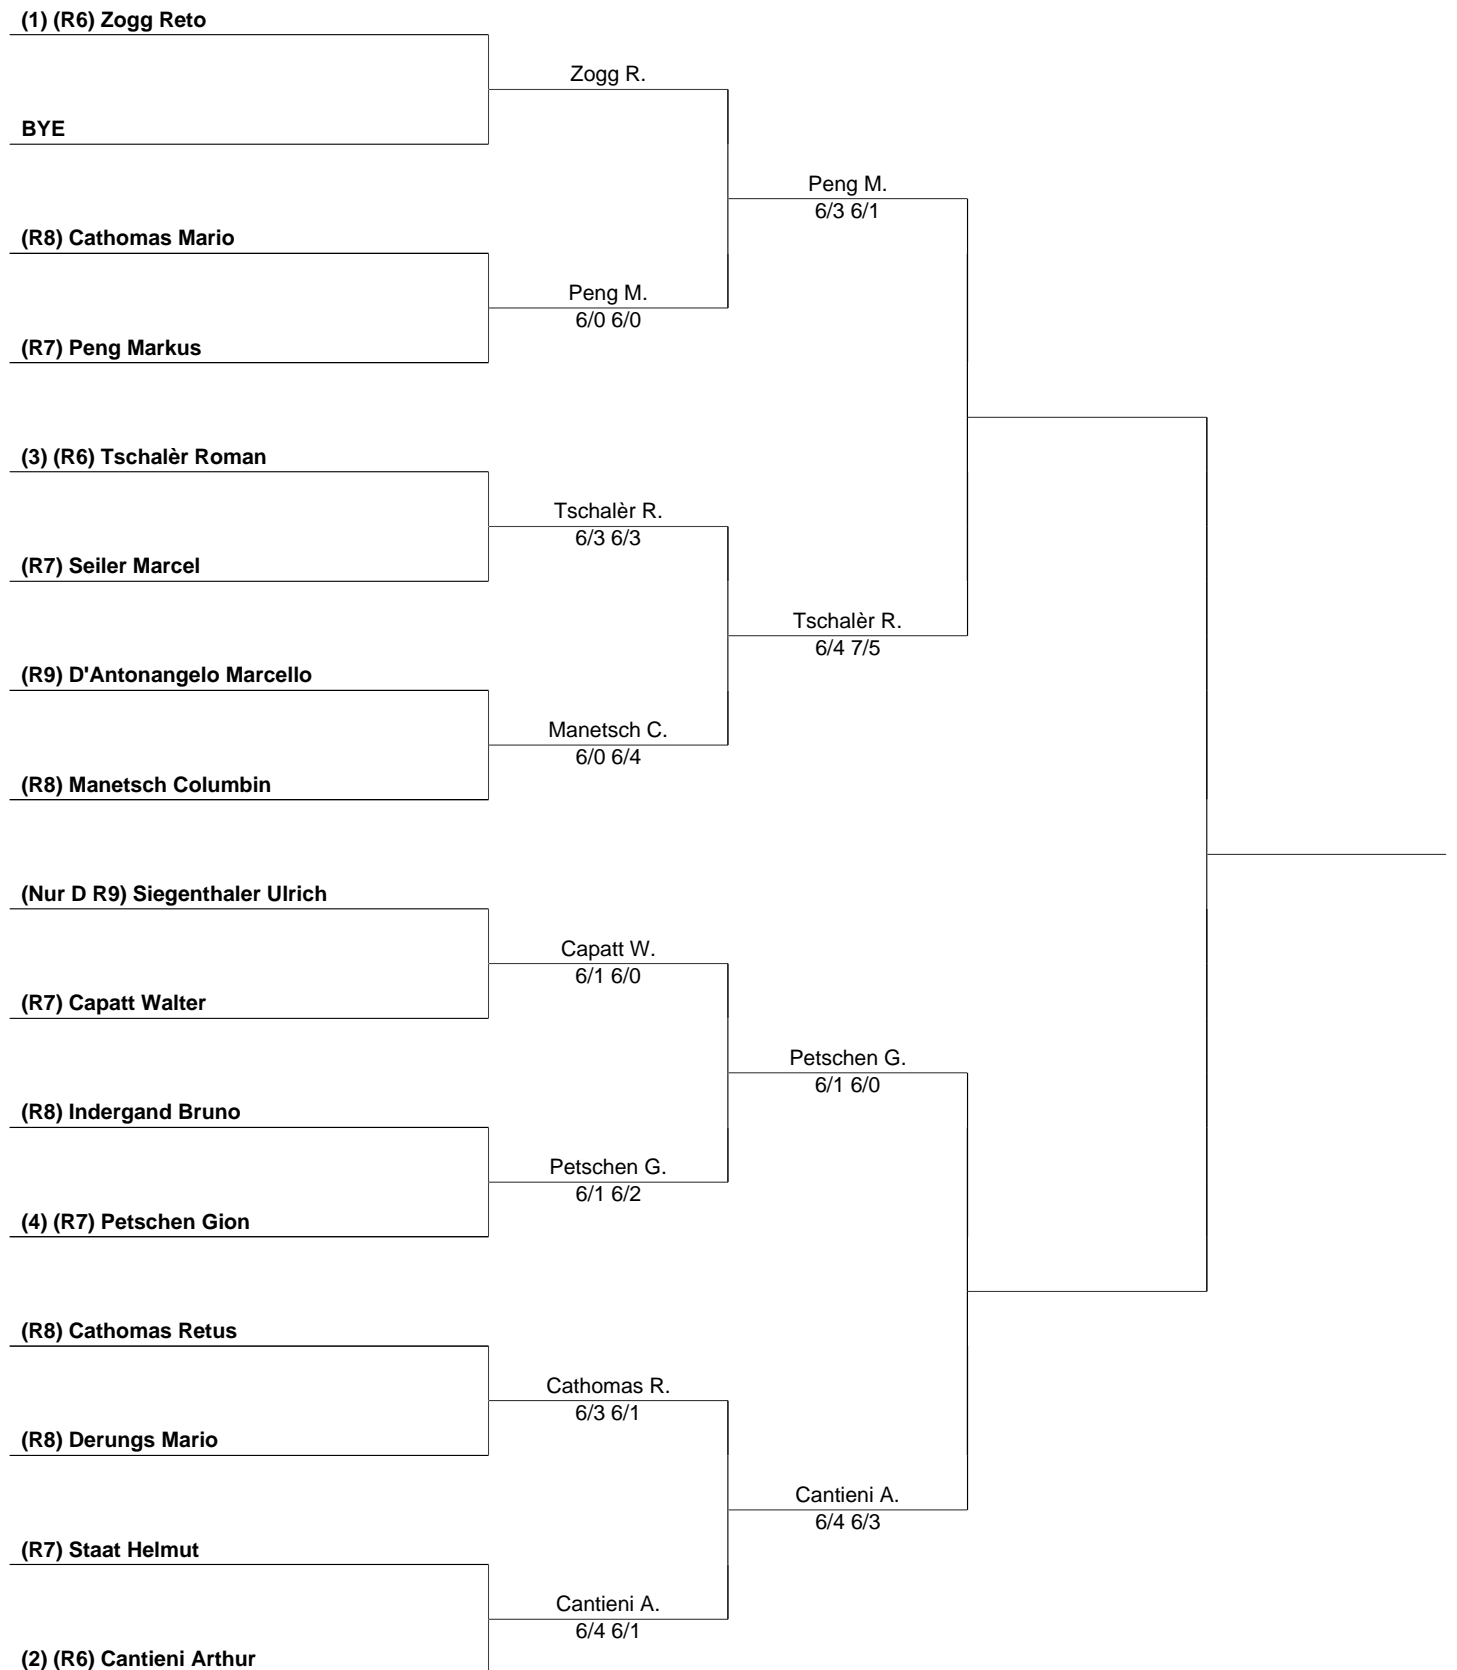 (1) (R6) Zogg Reto
Zogg R.
BYE
Peng M.
6/3 6/1
(R8) Cathomas Mario
Peng M.
6/0 6/0
(R7) Peng Markus
(3) (R6) Tschalèr Roman
Tschalèr R.
6/3 6/3
(R7) Seiler Marcel
Tschalèr R.
6/4 7/5
(R9) D'Antonangelo Marcello
Manetsch C.
6/0 6/4
(R8) Manetsch Columbin
(Nur D R9) Siegenthaler Ulrich
Capatt W.
6/1 6/0
(R7) Capatt Walter
Petschen G.
6/1 6/0
(R8) Indergand Bruno
Petschen G.
6/1 6/2
(4) (R7) Petschen Gion
(R8) Cathomas Retus
Cathomas R.
6/3 6/1
(R8) Derungs Mario
Cantieni A.
6/4 6/3
(R7) Staat Helmut
Cantieni A.
6/4 6/1
(2) (R6) Cantieni Arthur